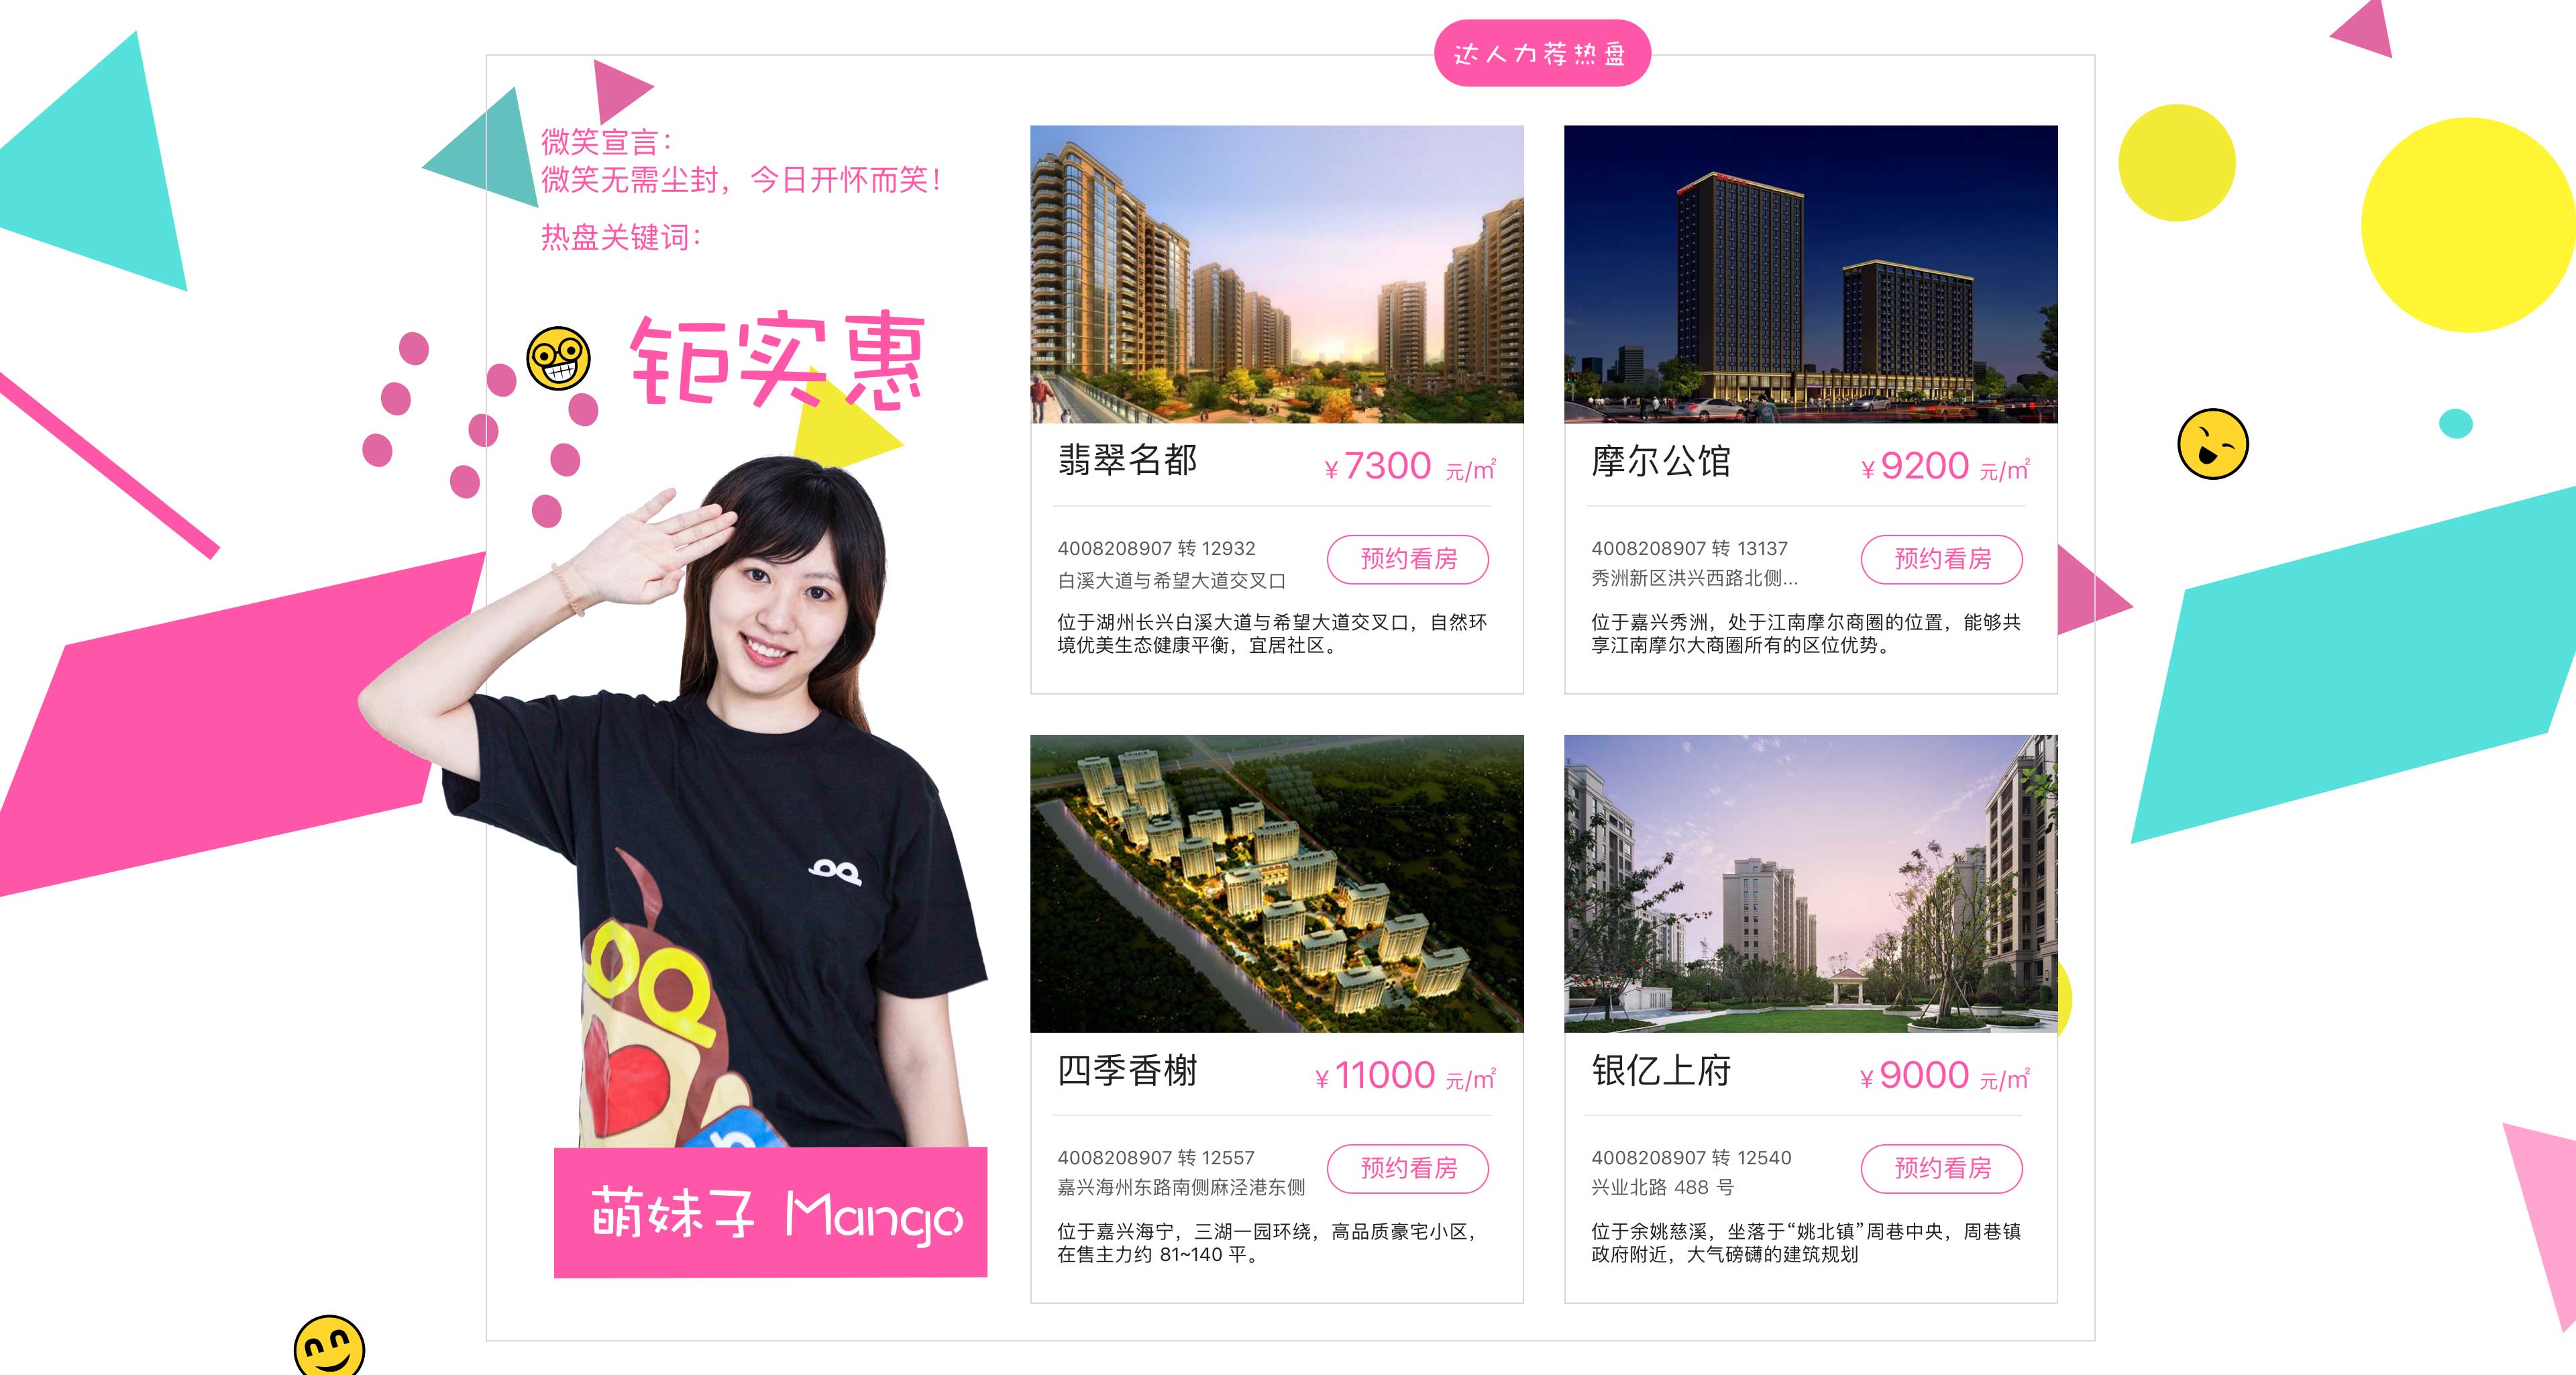 达人力荐热盘
微笑宣言：
微笑无需尘封，今日开怀而笑！
热盘关键词：
钜实惠
萌妹子 Mango
翡翠名都
¥7300 元/㎡
4008208907 转 12932
白溪大道与希望大道交叉口
预约看房
位于湖州长兴白溪大道与希望大道交叉口，自然环
境优美生态健康平衡，宜居社区。
摩尔公馆
¥9200 元/㎡
4008208907 转 13137
秀洲新区洪兴西路北侧...
预约看房
位于嘉兴秀洲，处于江南摩尔商圈的位置，能够共
享江南摩尔大商圈所有的区位优势。
四季香榭
¥11000 元/㎡
4008208907 转 12557
嘉兴海州东路南侧麻泾港东侧
预约看房
位于嘉兴海宁，三湖一园环绕，高品质豪宅小区，
在售主力约 81~140 平。
银亿上府
¥9000 元/㎡
4008208907 转 12540
兴业北路 488 号
预约看房
位于余姚慈溪，坐落于“姚北镇”周巷中央，周巷镇
政府附近，大气磅礴的建筑规划